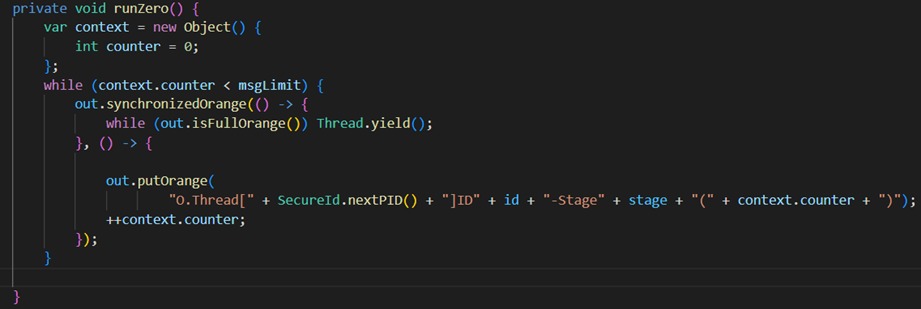 private void runZero() {
    var context = new Object() {
        int counter = 0;
    };
    while (context.counter < msgLimit) {
        out.synchronizedOrange(() -> {
            while (out.isFullOrange()) Thread.yield();
        }, () -> {

            out.putOrange(
                    "O.Thread[" + SecureId.nextPID() + "]ID" + id + "-Stage" + stage + "(" + context.counter + ")");
            ++context.counter;
        });
    }

}